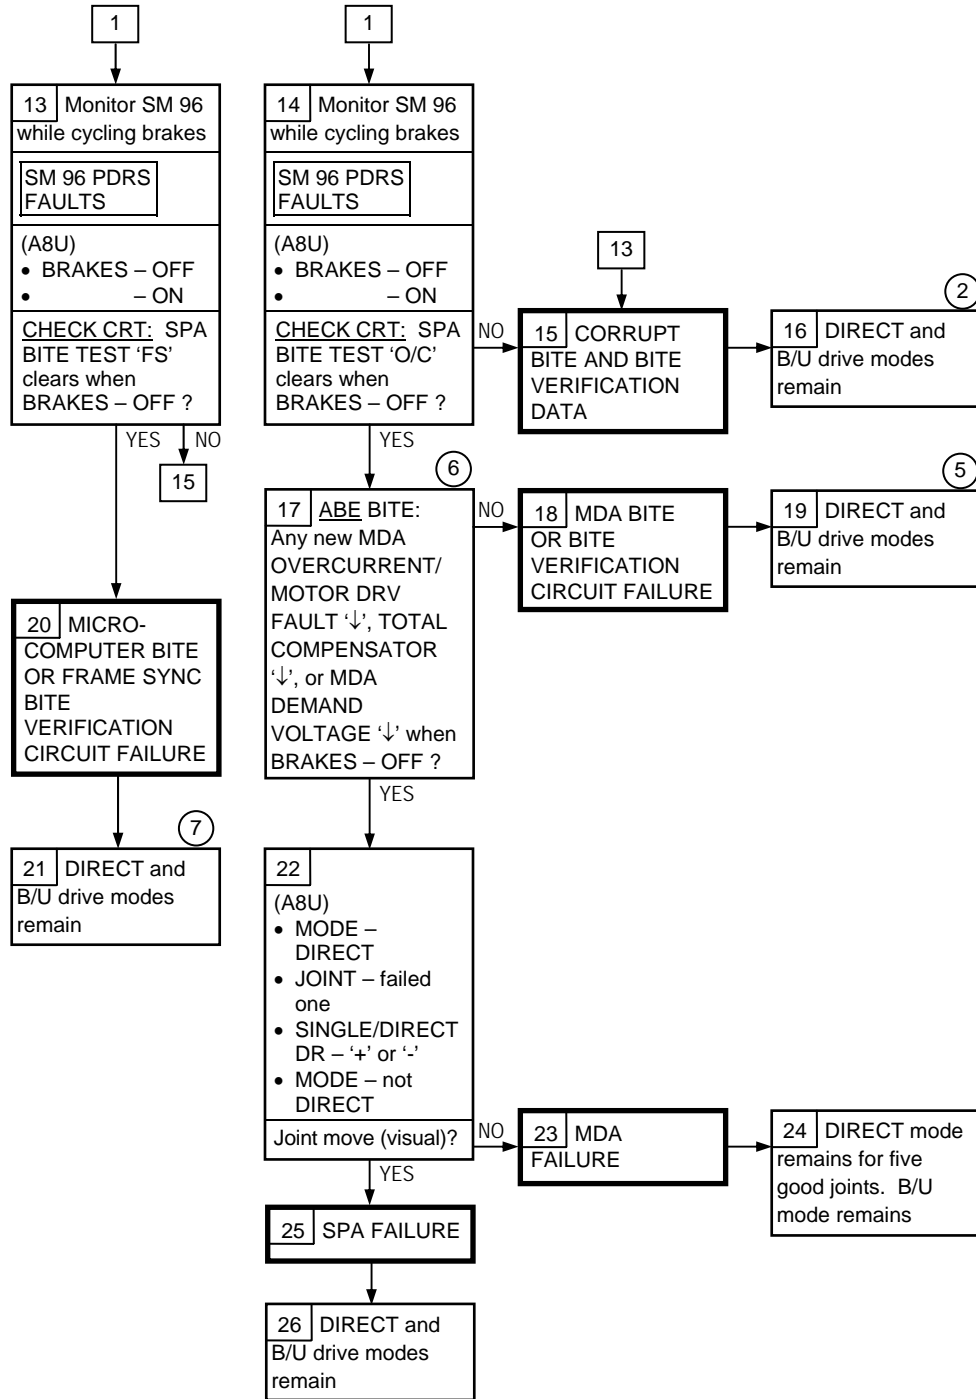 1
13 Monitor SM 96
while cycling brakes
SM 96 PDRS
FAULTS
(A8U)
• BRAKES – OFF
• – ON
CHECK CRT: SPA
BITE TEST 'FS'
clears when
BRAKES – OFF ?
YES
NO
15
20 MICRO-
COMPUTER BITE
OR FRAME SYNC
BITE
VERIFICATION
CIRCUIT FAILURE
7
21 DIRECT and
B/U drive modes
remain
1
14 Monitor SM 96
while cycling brakes
SM 96 PDRS
FAULTS
(A8U)
• BRAKES – OFF
• – ON
CHECK CRT: SPA
BITE TEST 'O/C'
clears when
BRAKES – OFF ?
NO
YES
13
15 CORRUPT
BITE AND BITE
VERIFICATION
DATA
2
16 DIRECT and
B/U drive modes
remain
6
17 ABE BITE:
Any new MDA
OVERCURRENT/
MOTOR DRV
FAULT '↓', TOTAL
COMPENSATOR
'↓', or MDA
DEMAND
VOLTAGE '↓' when
BRAKES – OFF ?
NO
YES
18 MDA BITE
OR BITE
VERIFICATION
CIRCUIT FAILURE
5
19 DIRECT and
B/U drive modes
remain
22
(A8U)
• MODE –
DIRECT
• JOINT – failed
one
• SINGLE/DIRECT
DR – '+' or '-'
• MODE – not
DIRECT
Joint move (visual)?
NO
YES
23 MDA
FAILURE
24 DIRECT mode
remains for five
good joints. B/U
mode remains
25 SPA FAILURE
26 DIRECT and
B/U drive modes
remain